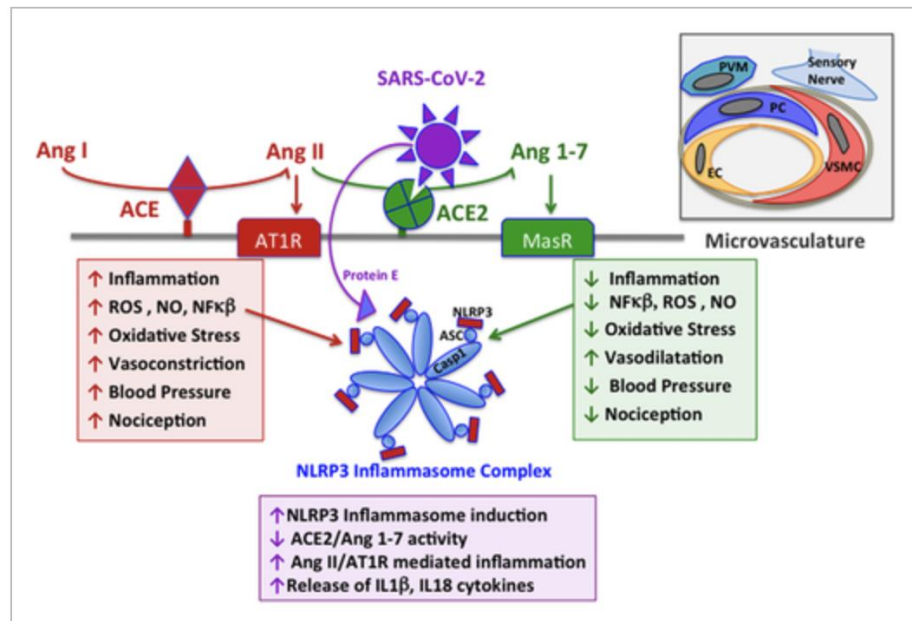 SARS-CoV-2
Ang I
Ang II
Ang 1-7
ACE
ACE2
AT1R
MasR
PVM
Sensory
Nerve
PC
EC
VSMC
Microvasculature
↑ Inflammation
↑ ROS , NO, NFκβ
↑ Oxidative Stress
↑ Vasoconstriction
↑ Blood Pressure
↑ Nociception
Protein E
NLRP3
ASC
Casp1
NLRP3 Inflammasome Complex
↓ Inflammation
↓ NFκβ, ROS , NO
↓ Oxidative Stress
↑ Vasodilatation
↓ Blood Pressure
↓ Nociception
↑NLRP3 Inflammasome induction
↓ ACE2/Ang 1-7 activity
↑ Ang II/AT1R mediated inflammation
↑Release of IL1β, IL18 cytokines